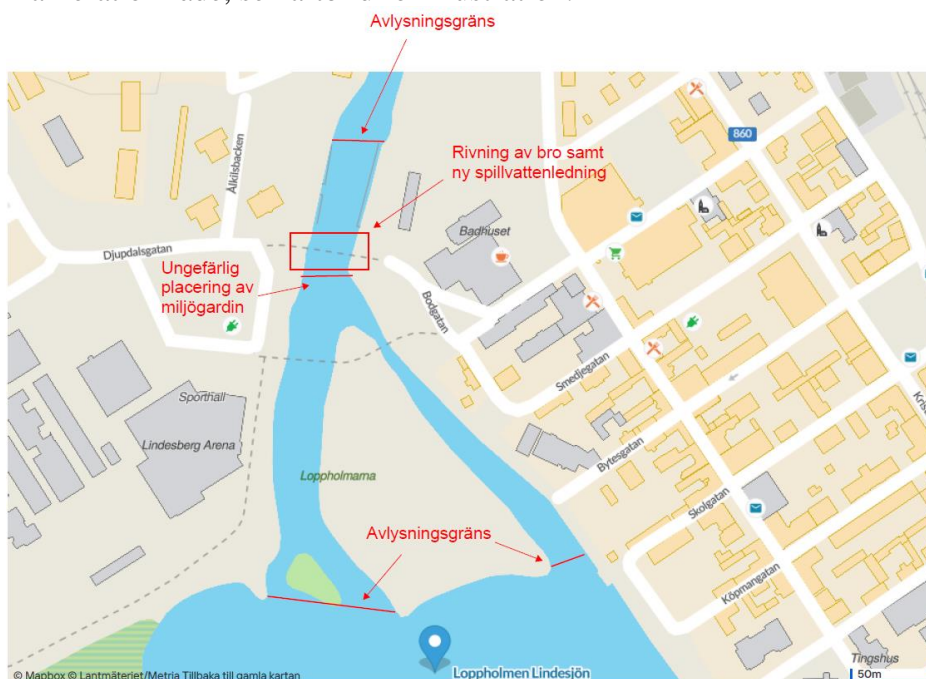 Avlysningsgräns
860
Alkilsbacken
Rivning av bro samt
ny spillvattenledning
Badhuset
Djupdalsgatan
Ungefärlig
placering av
miljögardin
Bodgatan
Smedjegatan
Sporthall
Lindesberg Arena
Loppholmarna
Bytesgatan
Skolgatan
Avlysningsgräns
Köpmangatan
Tingshus
Loppholmen Lindesjön
50m
© Mapbox © Lantmäteriet/Metria Tillbaka till gamla kartan